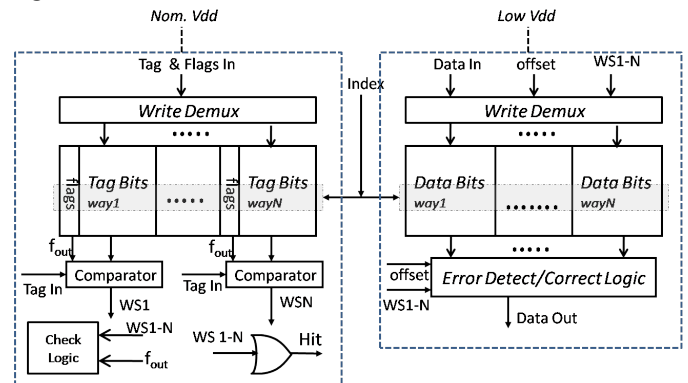 Nom. Vdd
Low Vdd
Tag & Flags In
Index
Data In
offset
WS1-N
Write Demux
Write Demux
.....
.....
flags
Tag Bits
way1
.....
flags
Tag Bits
wayN
Data Bits
way1
.......
Data Bits
wayN
fout
fout
.....
Tag In
Comparator
Tag In
Comparator
offset
WS1-N
Error Detect/Correct Logic
WS1
WSN
Data Out
Check
Logic
WS1-N
fout
WS 1-N
Hit